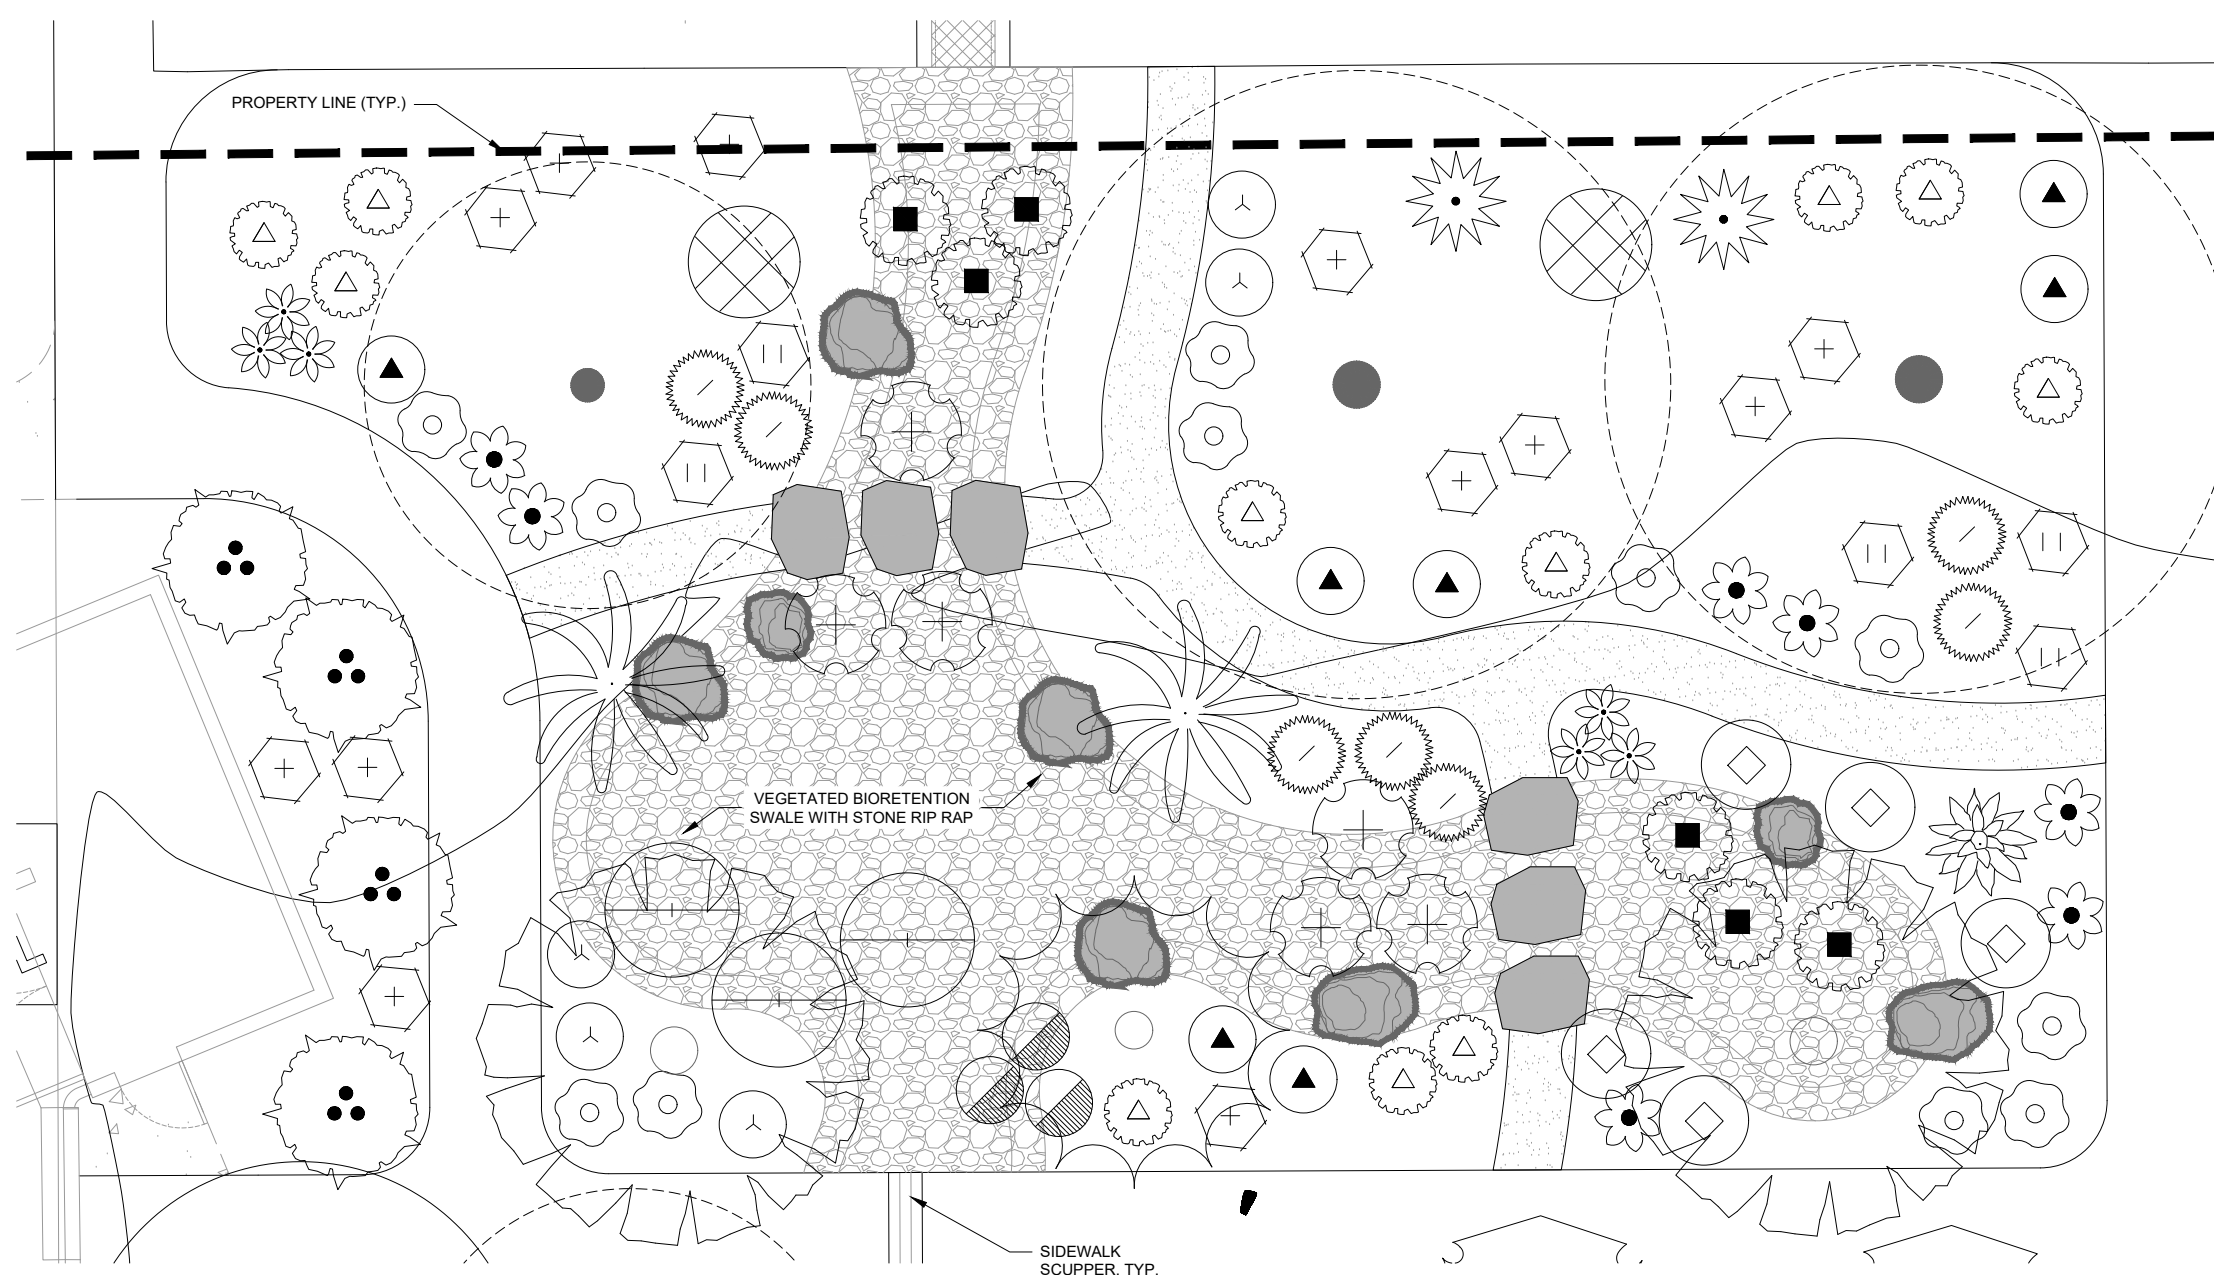 PROPERTY LINE (TYP.)
VEGETATED BIORETENTION
SWALE WITH STONE RIP RAP
SIDEWALK
SCUPPER, TYP.